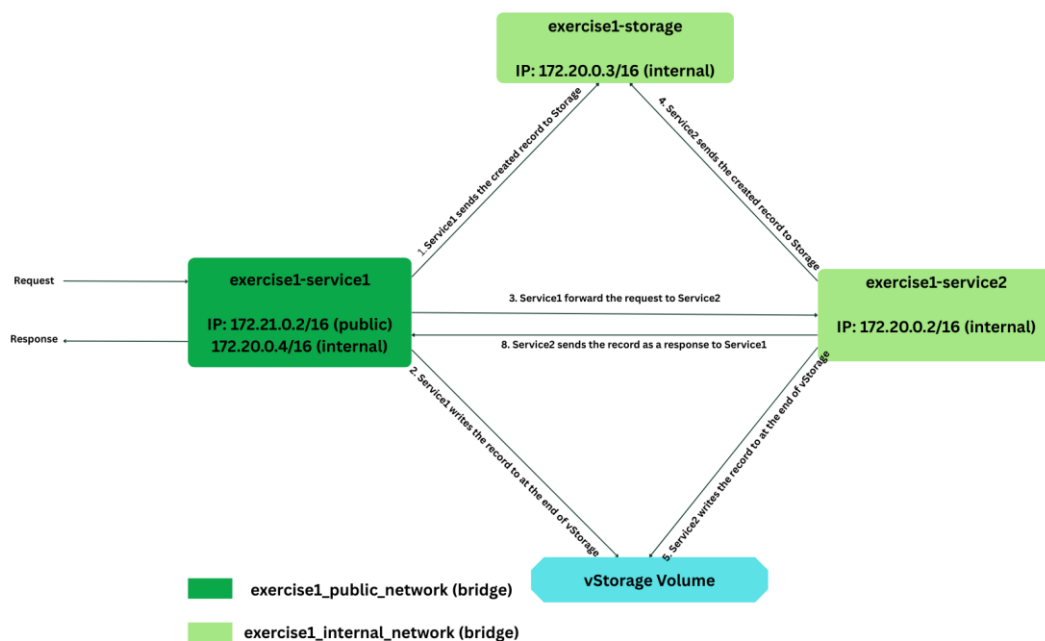 exercise1-storage
IP: 172.20.0.3/16 (internal)
1. Service1 sends the created record to Storage
4. Service2 sends the created record to Storage
Request
Response
exercise1-service1
IP: 172.21.0.2/16 (public)
172.20.0.4/16 (internal)
3. Service1 forward the request to Service2
8. Service2 sends the record as a response to Service1
exercise1-service2
IP: 172.20.0.2/16 (internal)
2. Service1 writes the record to at the end of vStorage
5. Service2 writes the record to at the end of vStorage
vStorage Volume
exercise1_public_network (bridge)
exercise1_internal_network (bridge)